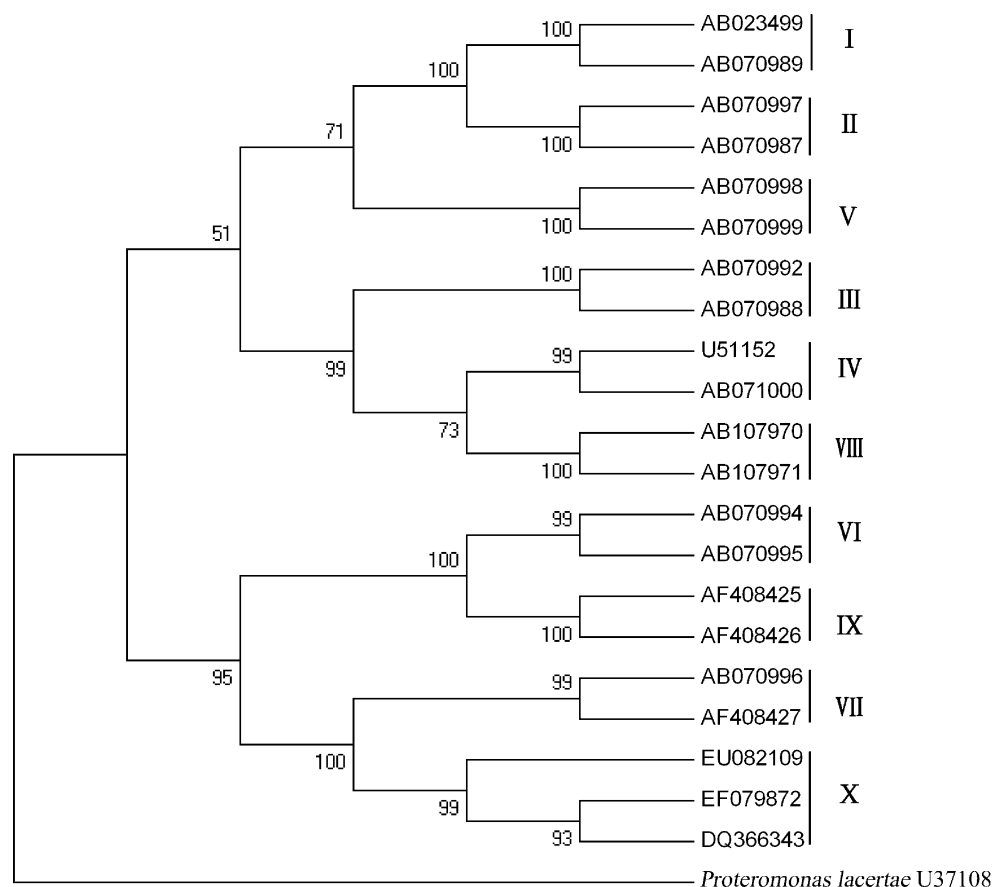 100 AB023499 I
100 AB070989
AB070997 II
71 100 AB070987
AB070998 V
51 100 AB070999
100 AB070992 III
AB070988
99 99 U51152 IV
AB071000
73 AB107970 VIII
100 AB107971
99 AB070994 VI
100 AB070995
AF408425 IX
100 AF408426
95 99 AB070996 VII
AF408427
100 EU082109 X
99 EF079872
93 DQ366343
Proteromonas lacertae U37108